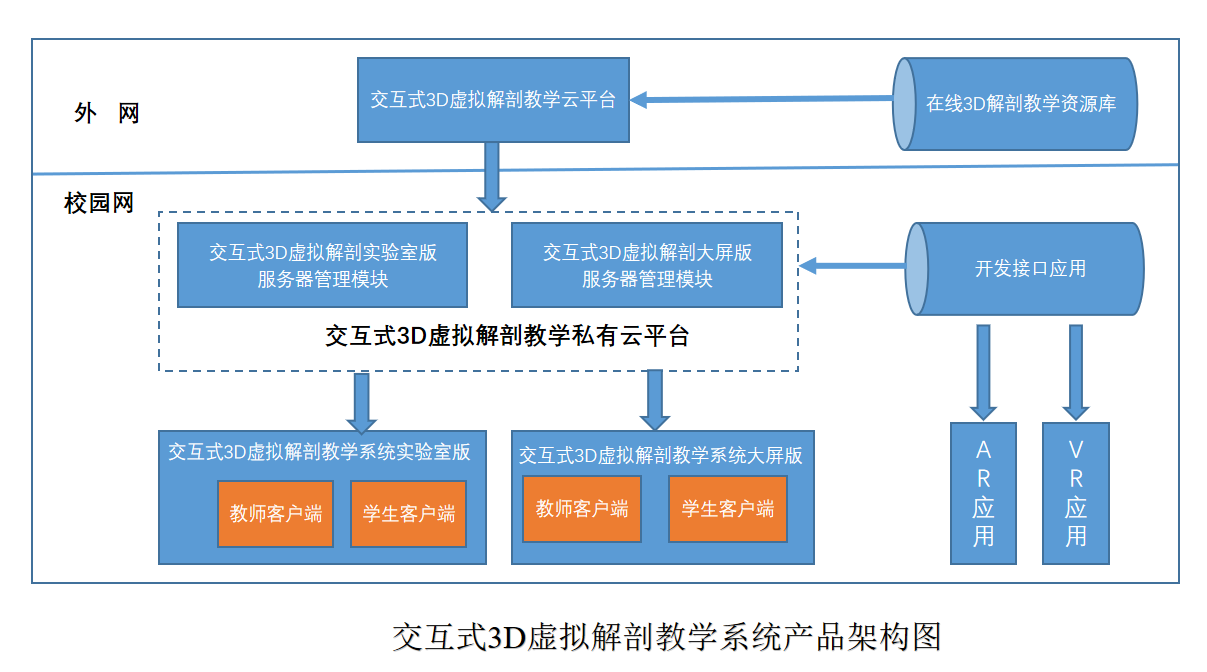 外 网
交互式3D虚拟解剖教学云平台
在线3D解剖教学资源库
校园网
交互式3D虚拟解剖实验室版
服务器管理模块
交互式3D虚拟解剖大屏版
服务器管理模块
开发接口应用
交互式3D虚拟解剖教学私有云平台
交互式3D虚拟解剖教学系统实验室版
教师客户端
学生客户端
交互式3D虚拟解剖教学系统大屏版
教师客户端
学生客户端
A
R
应
用
V
R
应
用
交互式3D虚拟解剖教学系统产品架构图